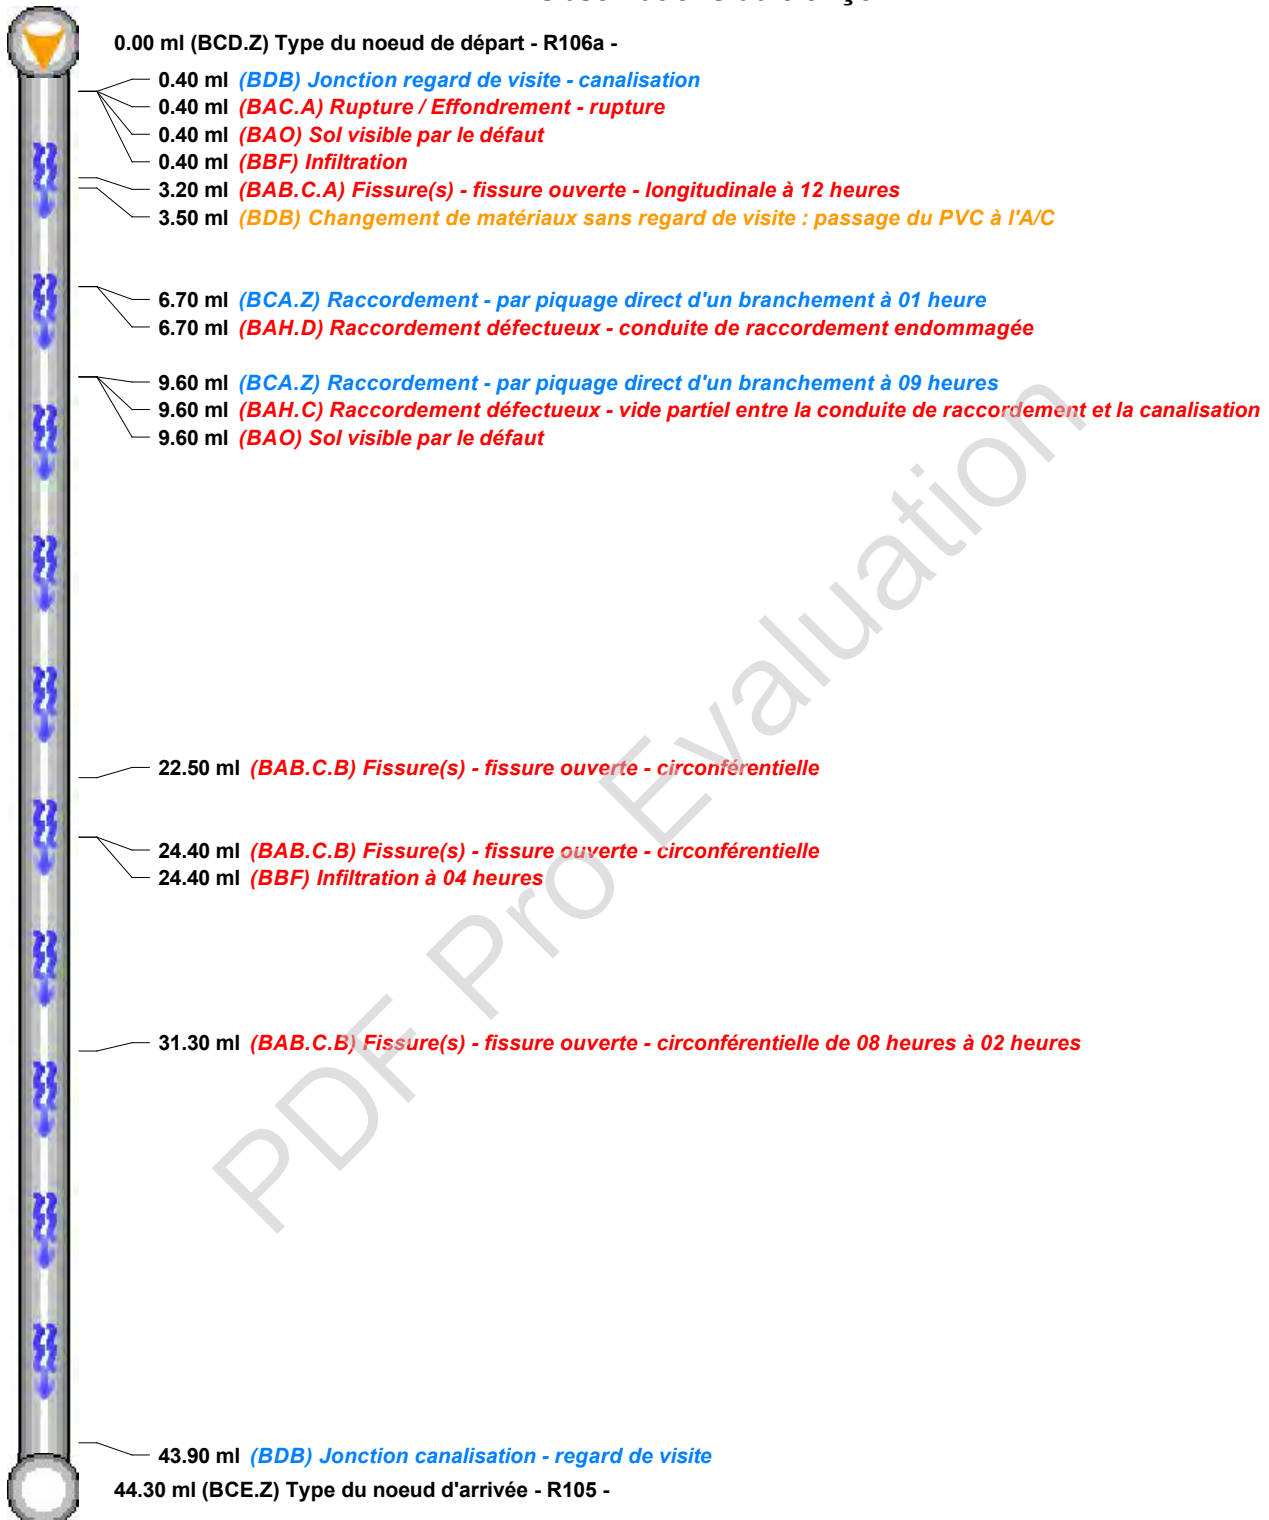 0.00 ml (BCD.Z) Type du noeud de départ - R106a -
0.40 ml (BDB) Jonction regard de visite - canalisation
0.40 ml (BAC.A) Rupture / Effondrement - rupture
0.40 ml (BAO) Sol visible par le défaut
0.40 ml (BBF) Infiltration
3.20 ml (BAB.C.A) Fissure(s) - fissure ouverte - longitudinale à 12 heures
3.50 ml (BDB) Changement de matériaux sans regard de visite : passage du PVC à l'A/C
6.70 ml (BCA.Z) Raccordement - par piquage direct d'un branchement à 01 heure
6.70 ml (BAH.D) Raccordement défectueux - conduite de raccordement endommagée
9.60 ml (BCA.Z) Raccordement - par piquage direct d'un branchement à 09 heures
9.60 ml (BAH.C) Raccordement défectueux - vide partiel entre la conduite de raccordement et la canalisation
9.60 ml (BAO) Sol visible par le défaut
22.50 ml (BAB.C.B) Fissure(s) - fissure ouverte - circonférentielle
24.40 ml (BAB.C.B) Fissure(s) - fissure ouverte - circonférentielle
24.40 ml (BBF) Infiltration à 04 heures
31.30 ml (BAB.C.B) Fissure(s) - fissure ouverte - circonférentielle de 08 heures à 02 heures
43.90 ml (BDB) Jonction canalisation - regard de visite
44.30 ml (BCE.Z) Type du noeud d'arrivée - R105 -
PDF Pro Evaluation